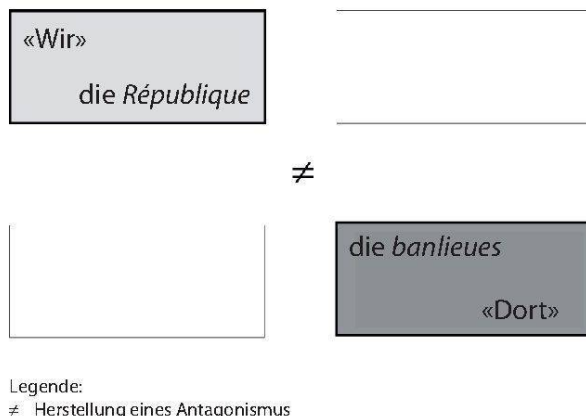 «Wir»
die République
≠
die banlieues
«Dort»
Legende:
≠ Herstellung eines Antagonismus